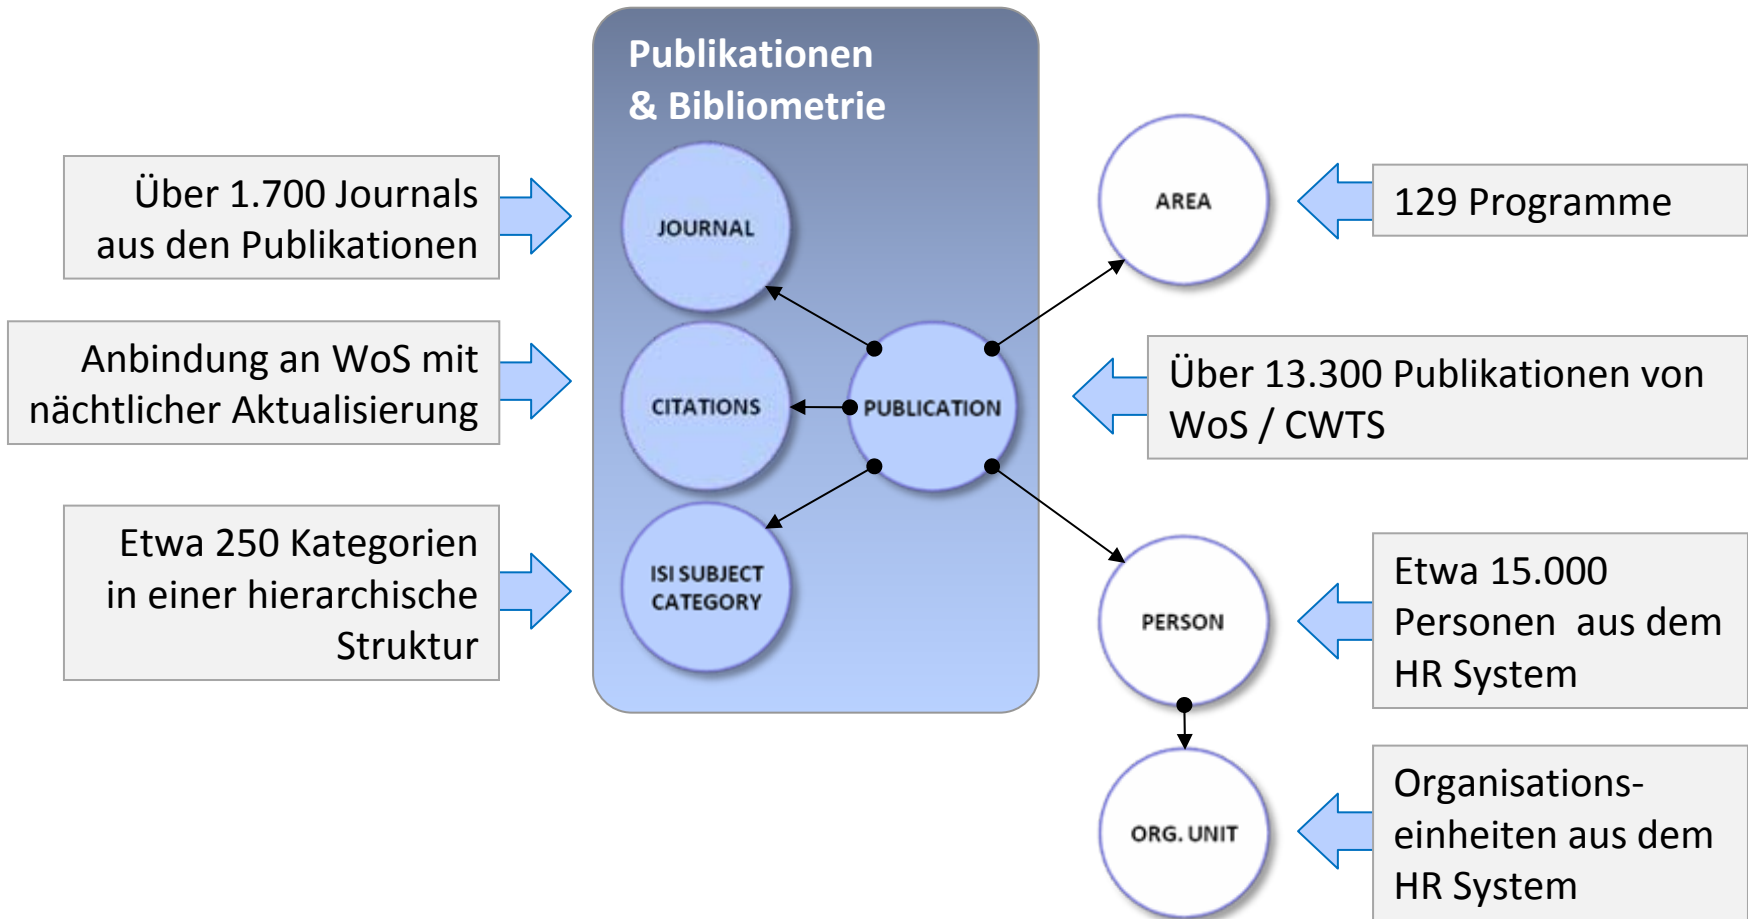 Publikationen
& Bibliometrie
Über 1.700 Journals
aus den Publikationen
JOURNAL
AREA
129 Programme
Anbindung an WoS mit
nächtlicher Aktualisierung
CITATIONS
PUBLICATION
Über 13.300 Publikationen von
WoS / CWTS
Etwa 250 Kategorien
in einer hierarchische
Struktur
ISI SUBJECT
CATEGORY
PERSON
Etwa 15.000
Personen aus dem
HR System
ORG. UNIT
Organisations-
einheiten aus dem
HR System